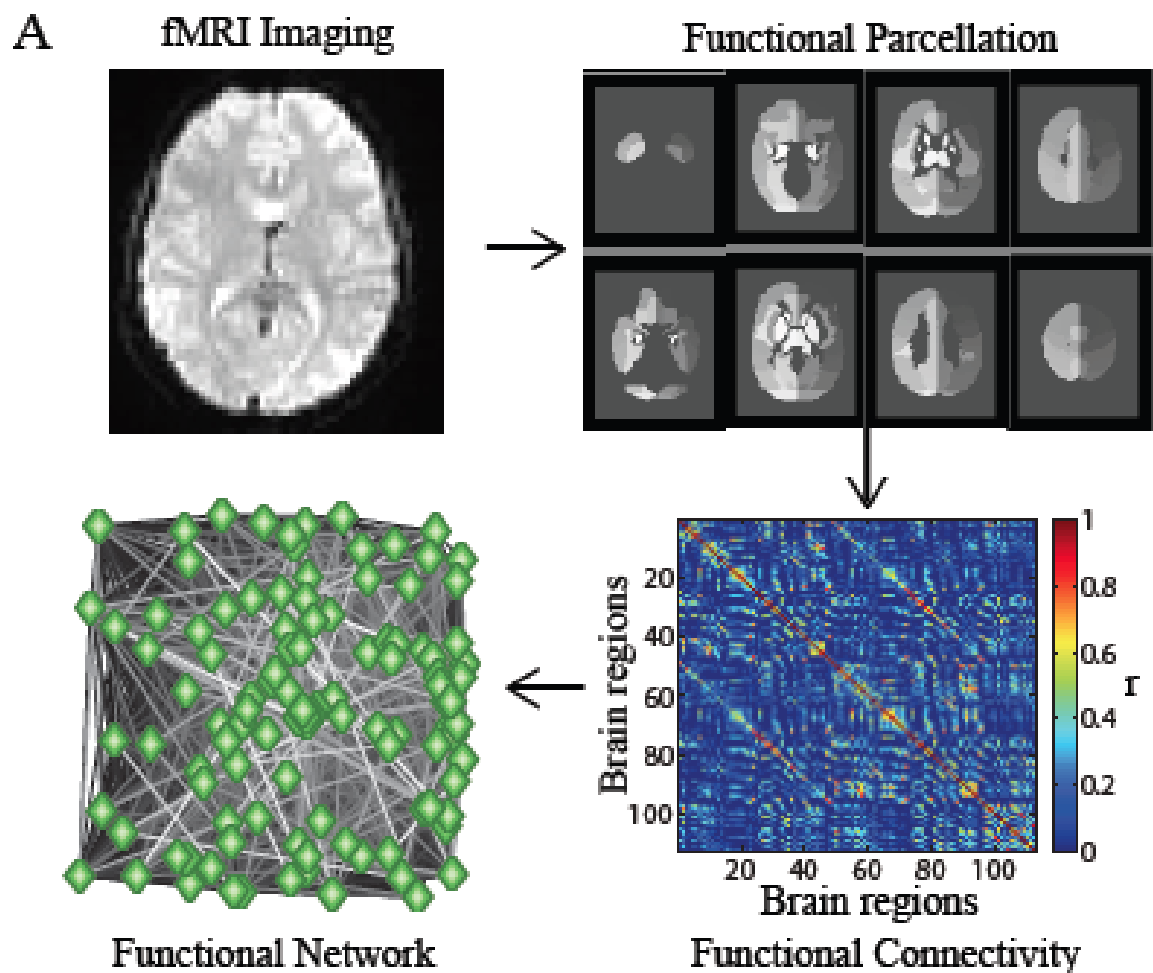 A
fMRI Imaging
Functional Parcellation
Brain regions
20
40
60
80
100
20 40 60 80 100
Brain regions
1
0.8
0.6
0.4
0.2
0
r
Functional Network
Functional Connectivity